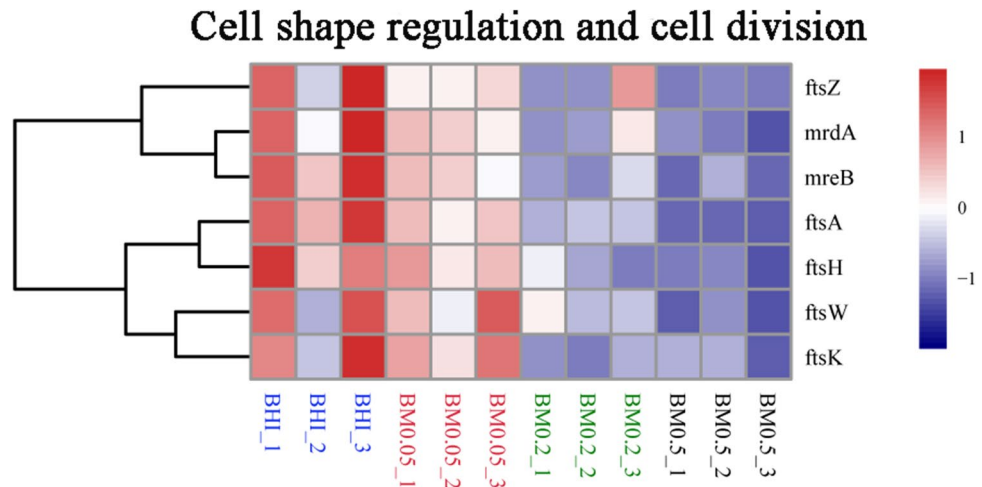 Cell shape regulation and cell division
ftsZ
mrdA
mreB
ftsA
ftsH
ftsW
ftsK
1
0
−1
BHI_1
BHI_2
BHI_3
BM0.05_1
BM0.05_2
BM0.05_3
BM0.2_1
BM0.2_2
BM0.2_3
BM0.5_1
BM0.5_2
BM0.5_3